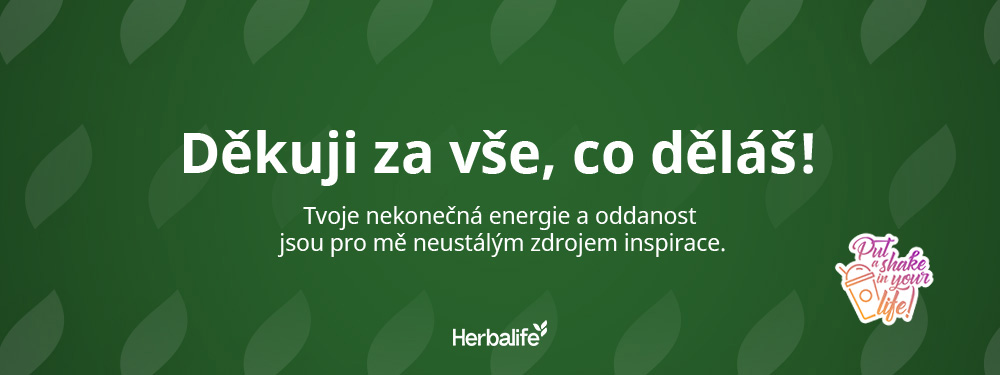 Děkuji za vše, co děláš!
Tvoje nekonečná energie a oddanost
jsou pro mě neustálým zdrojem inspirace.
Put
a shake
in your
life!
Herbalife